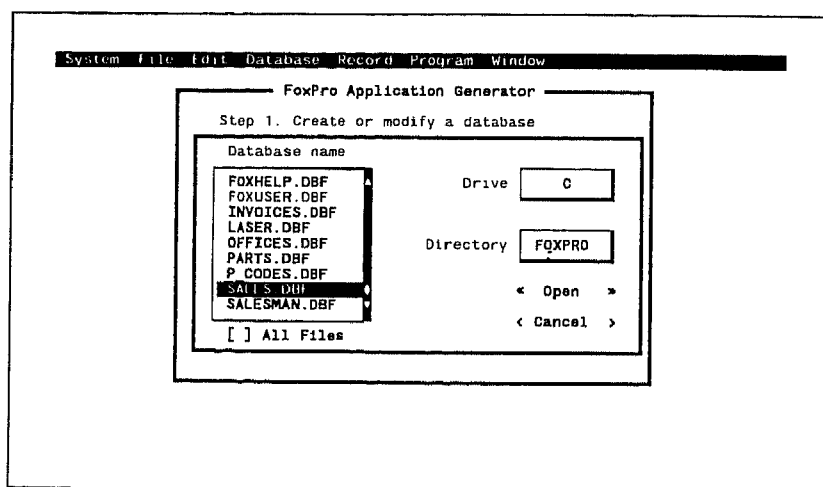 System File Edit Database Record Program Window
FoxPro Application Generator
Step 1. Create or modify a database
Database name
FOXHELP.DBF
FOXUSER.DBF
INVOICES.DBF
LASER.DBF
OFFICES.DBF
PARTS.DBF
P_CODES.DBF
SALES.DBF
SALESMAN.DBF
[ ] All Files
Drive C
Directory FOXPRO
« Open »
< Cancel >